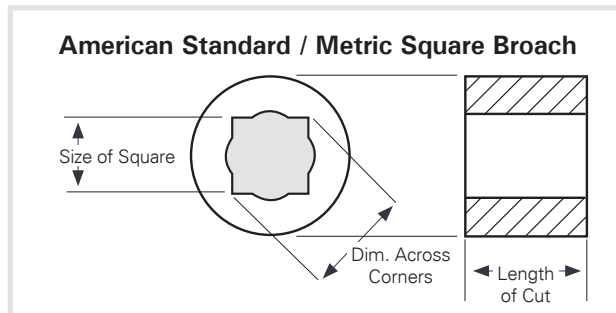 American Standard / Metric Square Broach
Size of Square
Dim. Across
Corners
Length
of Cut